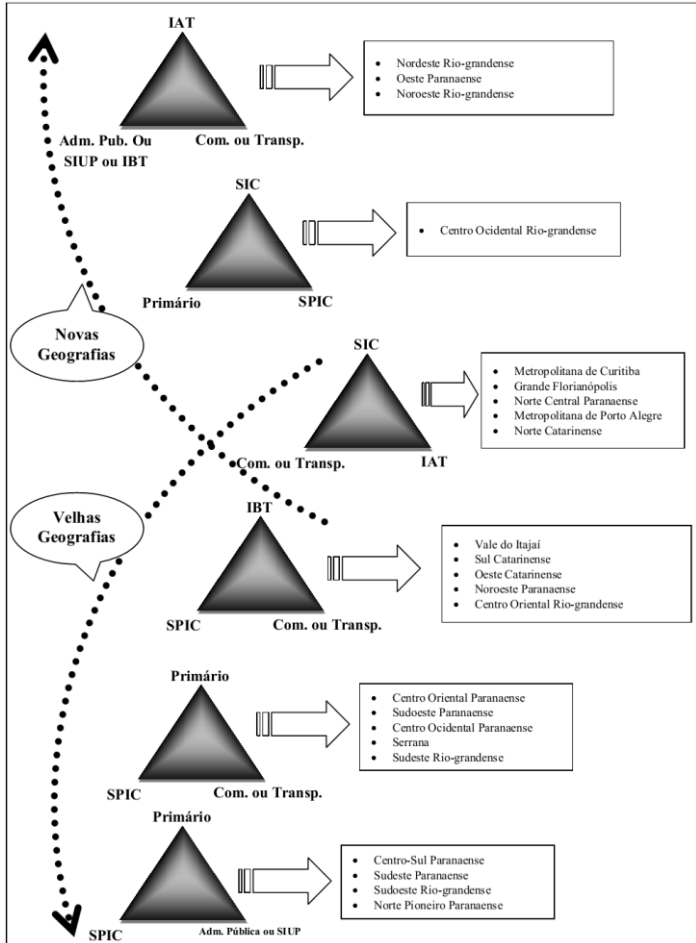 IAT
Adm. Pub. Ou
SIUP ou IBT
Com. ou Transp.
• Nordeste Rio-grandense
• Oeste Paranaense
• Noroeste Rio-grandense
SIC
Primário
SPIC
• Centro Ocidental Rio-grandense
Novas
Geografias
SIC
Com. ou Transp.
IAT
• Metropolitana de Curitiba
• Grande Florianópolis
• Norte Central Paranaense
• Metropolitana de Porto Alegre
• Norte Catarinense
Velhas
Geografias
IBT
SPIC
Com. ou Transp.
• Vale do Itajaí
• Sul Catarinense
• Oeste Catarinense
• Noroeste Paranaense
• Centro Oriental Rio-grandense
Primário
SPIC
Com. ou Transp.
• Centro Oriental Paranaense
• Sudoeste Paranaense
• Centro Ocidental Paranaense
• Serrana
• Sudeste Rio-grandense
Primário
SPIC
Adm. Pública ou SIUP
• Centro-Sul Paranaense
• Sudeste Paranaense
• Sudoeste Rio-grandense
• Norte Pioneiro Paranaense